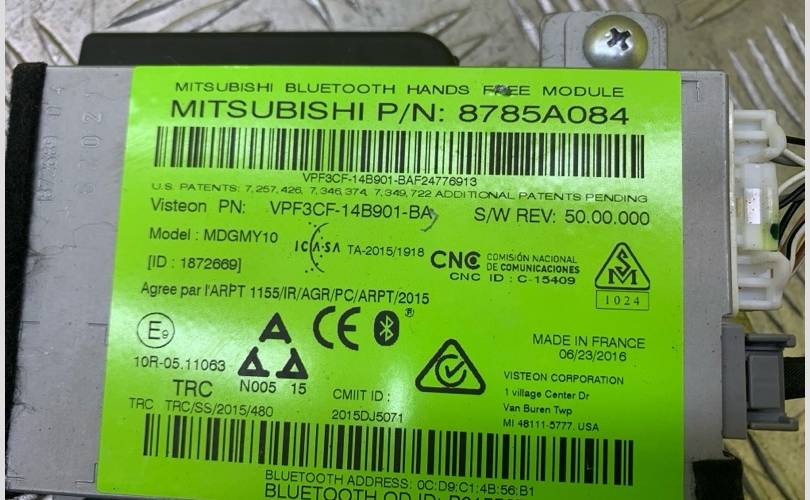 MITSUBISHI BLUETOOTH HANDS FREE MODULE
MITSUBISHI P/N: 8785A084
VPF3CF-14B901-BAF24776913
U.S. PATENTS: 7,257,426, 7,346,374, 7,349,722 ADDITIONAL PATENTS PENDING
Visteon PN: VPF3CF-14B901-BA
S/W REV: 50.00.000
Model : MDGMY10
[ID : 1872669]
ICASA TA-2015/1918
CNC COMISIÓN NACIONAL
DE COMUNICACIONES
CNC ID : C-15409
SM
1024
Agree par l'ARPT 1155/IR/AGR/PC/ARPT/2015
E9
10R-05.11063
CE
N005 15
MADE IN FRANCE
06/23/2016
VISTEON CORPORATION
1 village Center Dr
Van Buren Twp
MI 48111-5777. USA
TRC
TRC TRC/SS/2015/480
CMIIT ID :
2015DJ5071
BLUETOOTH ADDRESS: 0C:D9:C1:4B:56:B1
BLUETOOTH QD ID: